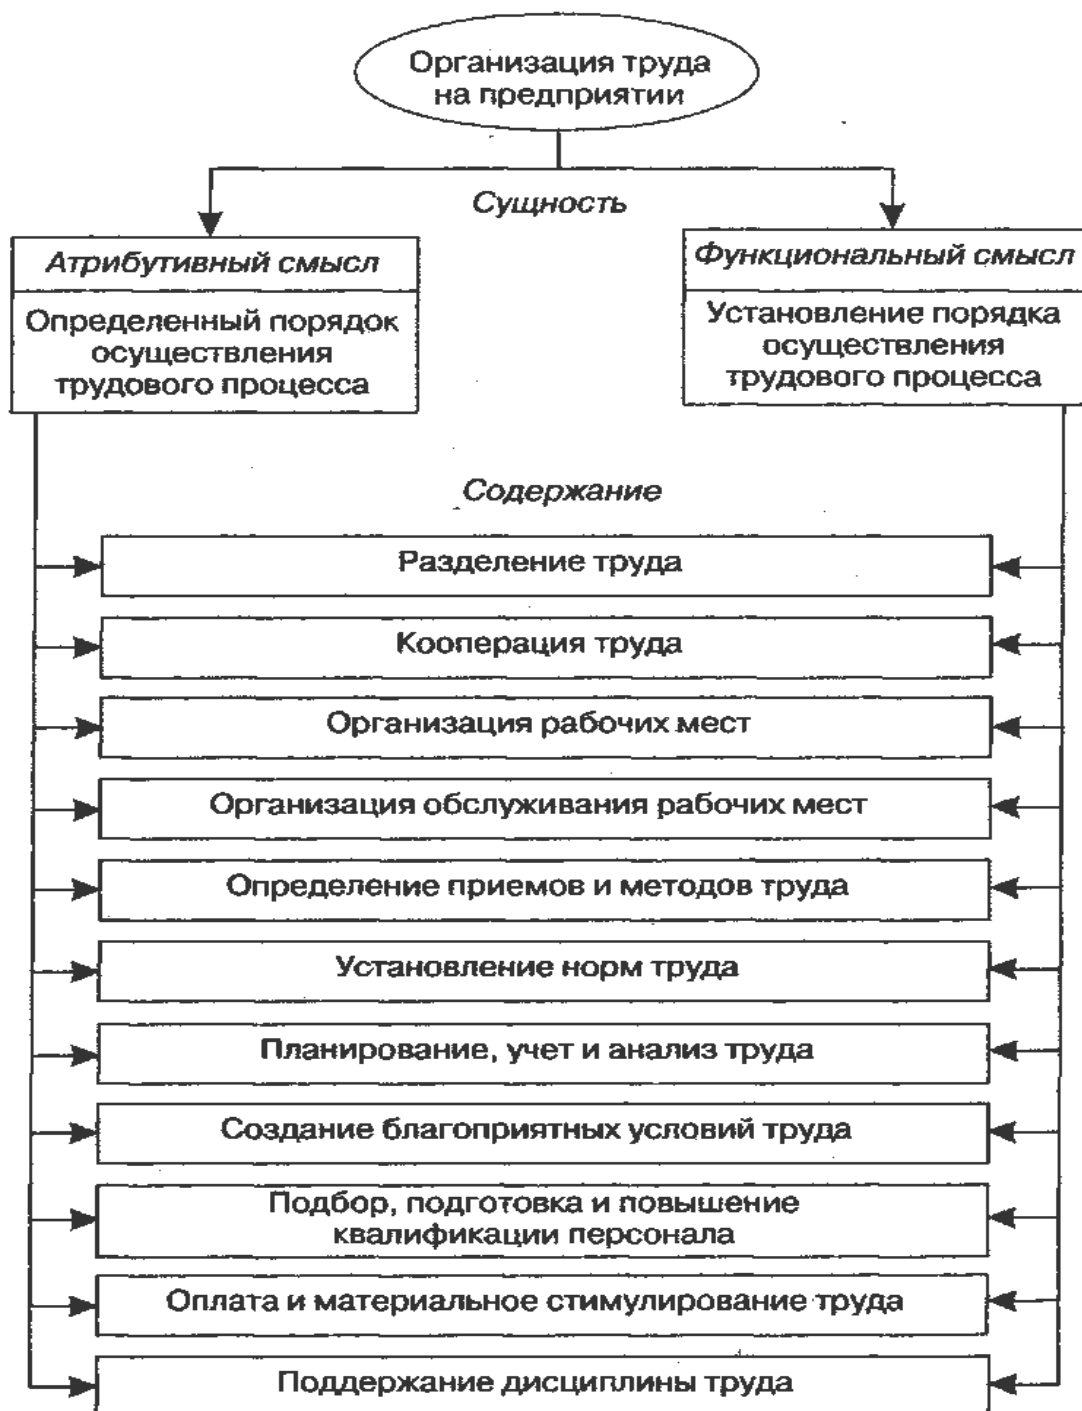 Организация труда
на предприятии
Сущность
Атрибутивный смысл
Определенный порядок
осуществления
трудового процесса
Функциональный смысл
Установление порядка
осуществления
трудового процесса
Содержание
Разделение труда
Кооперация труда
Организация рабочих мест
Организация обслуживания рабочих мест
Определение приемов и методов труда
Установление норм труда
Планирование, учет и анализ труда
Создание благоприятных условий труда
Подбор, подготовка и повышение
квалификации персонала
Оплата и материальное стимулирование труда
Поддержание дисциплины труда